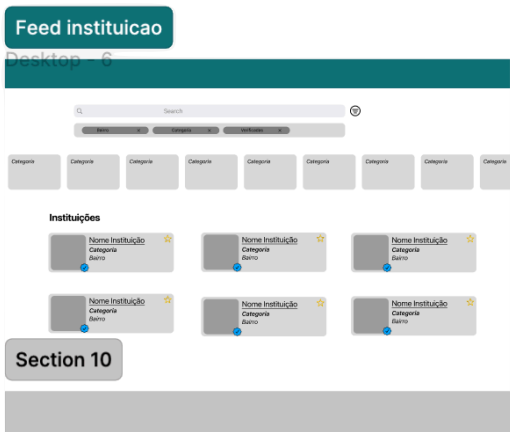 Feed instituicao
Desktop - 6
Search
Bairro x Categoria x Verificadas x
Categoria Categoria Categoria Categoria Categoria Categoria Categoria Categoria Categoria
Instituições
Nome Instituição Nome Instituição Nome Instituição
Categoria Categoria Categoria
Bairro Bairro Bairro
Nome Instituição Nome Instituição Nome Instituição
Categoria Categoria Categoria
Bairro Bairro Bairro
Section 10